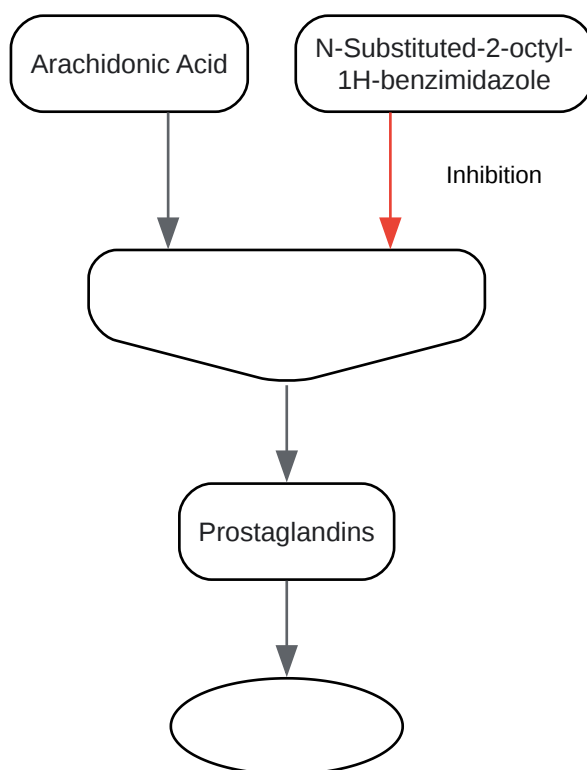 Arachidonic Acid
N-Substituted-2-octyl-
1H-benzimidazole
Inhibition
Prostaglandins